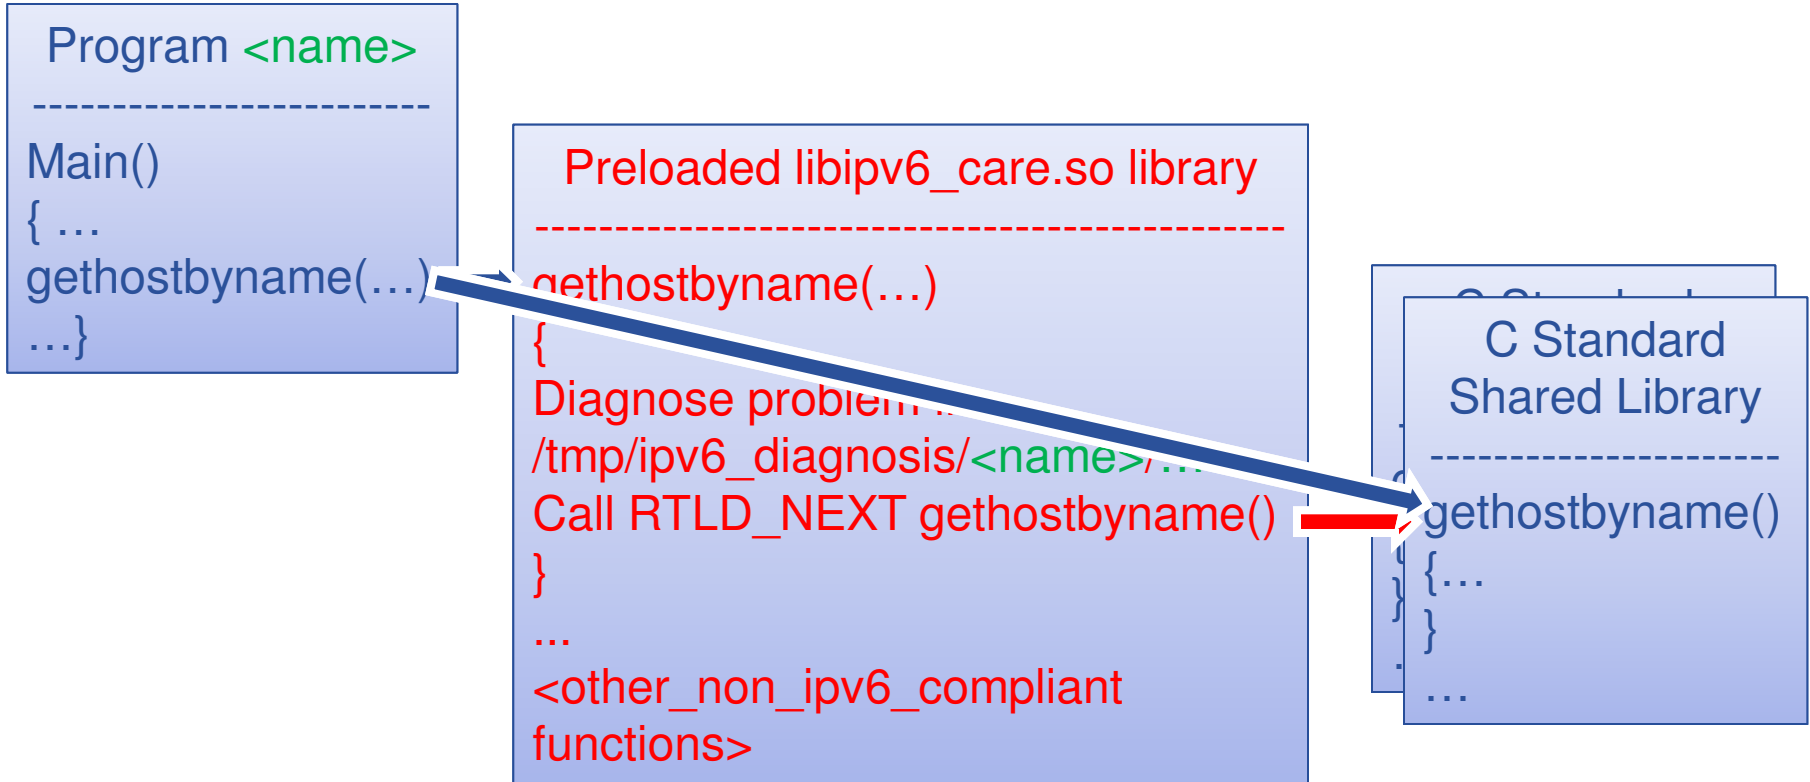 Program <name>
-------------------------
Main()
{ …
gethostbyname(…)
…}
Preloaded libipv6_care.so library
-----------------------------------------------
gethostbyname(…)
{
Diagnose problem
/tmp/ipv6_diagnosis/<name>/…
Call RTLD_NEXT gethostbyname()
}
...
<other_non_ipv6_compliant
functions>
C Standard
C Standard
Shared Library
----------------------
gethostbyname()
{…
}
…